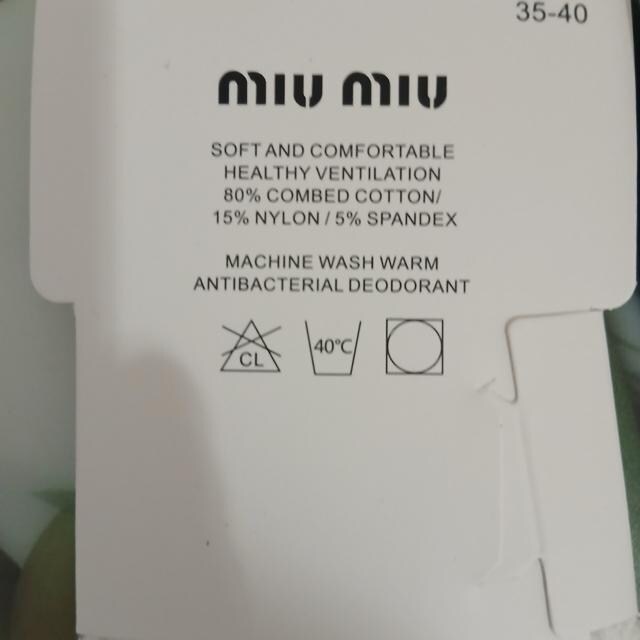 35-40
miu miu
SOFT AND COMFORTABLE
HEALTHY VENTILATION
80% COMBED COTTON/
15% NYLON / 5% SPANDEX
MACHINE WASH WARM
ANTIBACTERIAL DEODORANT
CL 40°C